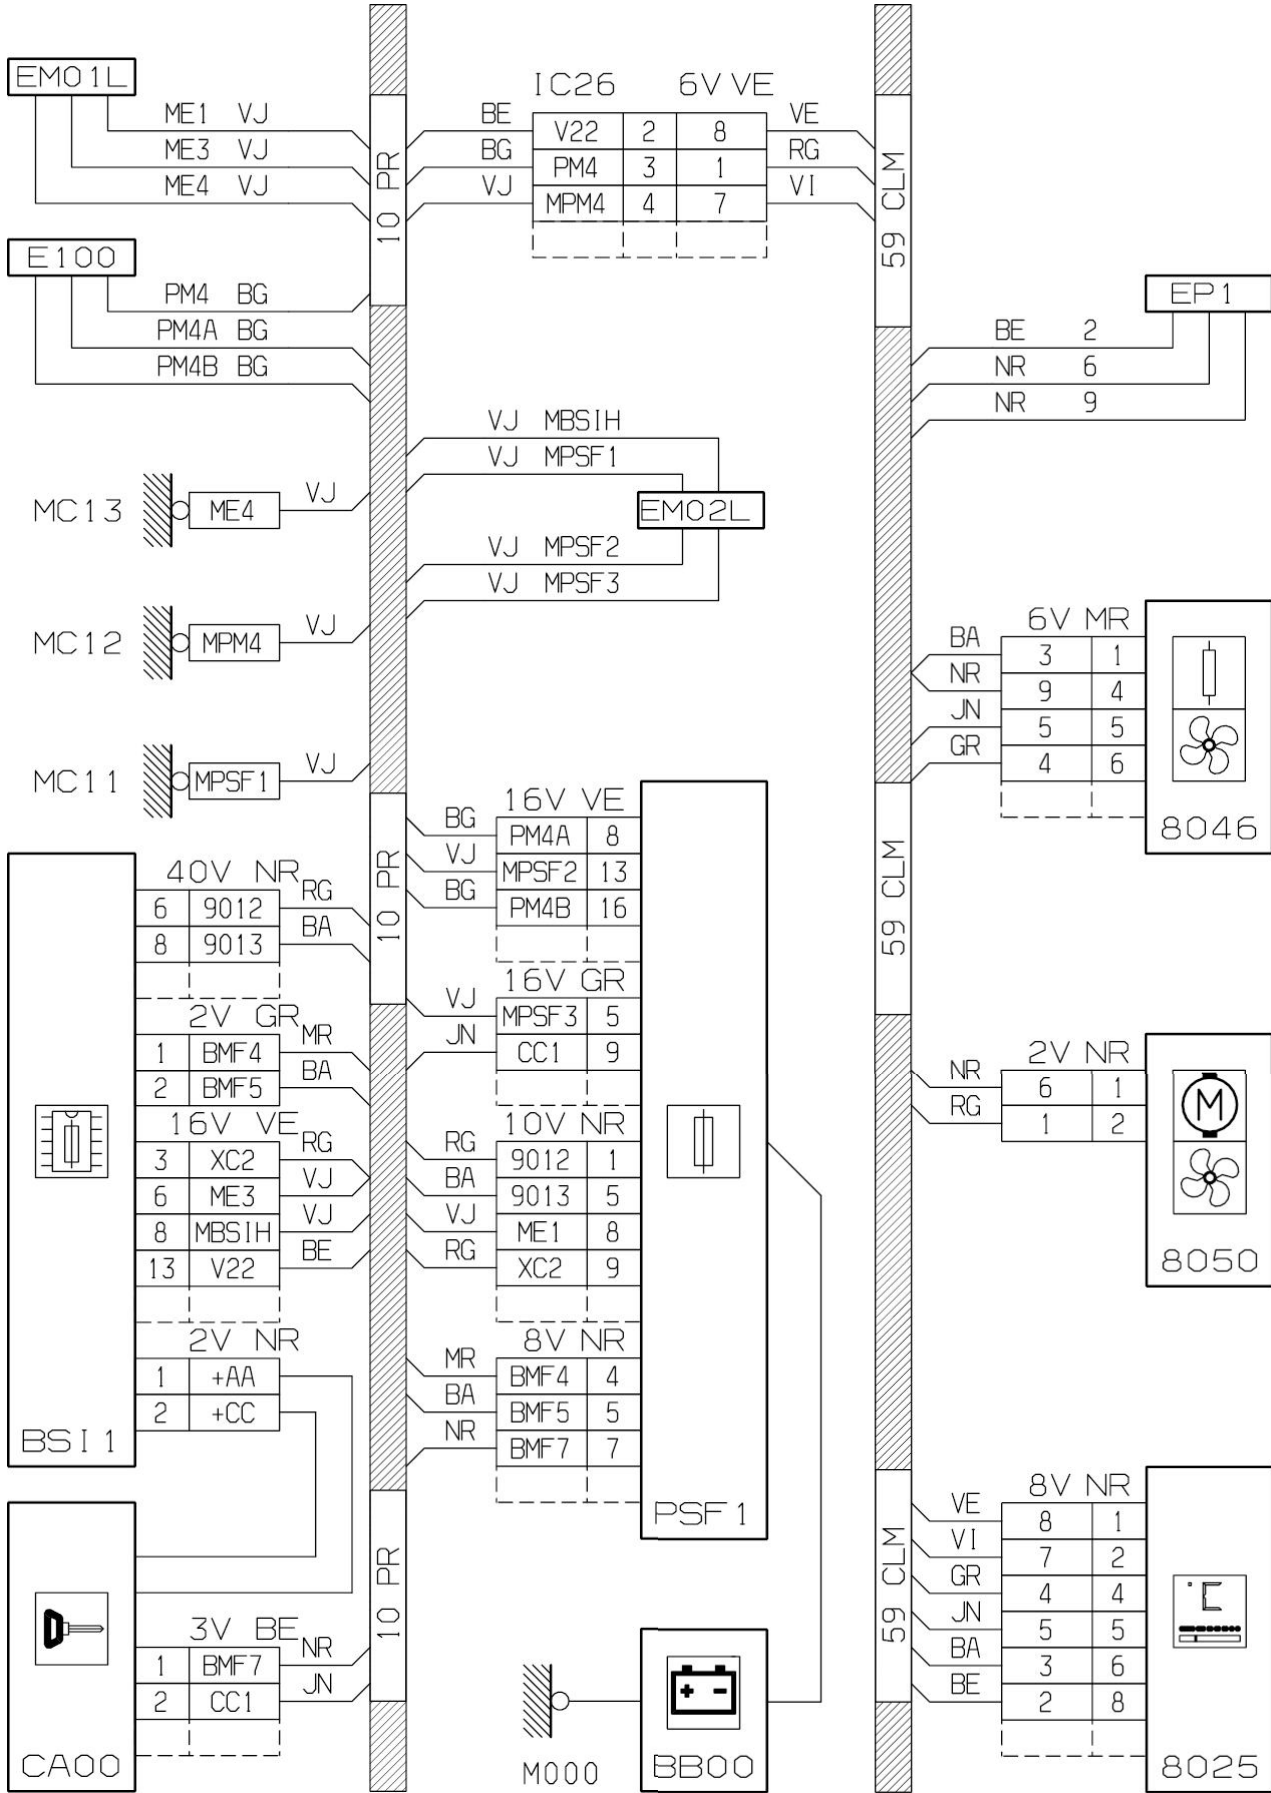 EM01L
ME1 VJ
ME3 VJ
ME4 VJ
10 PR
E100
PM4 BG
PM4A BG
PM4B BG
IC26 6V VE
BE V22 2 8 VE
BG PM4 3 1 RG
VJ MPM4 4 7 VI
59 CLM
EP1
BE 2
NR 6
NR 9
VJ MBSIH
VJ MPSF1
EM02L
VJ MPSF2
VJ MPSF3
MC13 ME4 VJ
MC12 MPM4 VJ
MC11 MPSF1 VJ
6V MR
BA 3 1
NR 9 4
JN 5 5
GR 4 6
8046
40V NR
6 9012 RG
8 9013 BA
2V GR
1 BMF4 MR
2 BMF5 BA
16V VE
3 XC2 RG
6 ME3 VJ
8 MBSIH VJ
13 V22 BE
2V NR
1 +AA
2 +CC
BSI1
10 PR
16V VE
BG PM4A 8
VJ MPSF2 13
BG PM4B 16
16V GR
VJ MPSF3 5
JN CC1 9
10V NR
RG 9012 1
BA 9013 5
VJ ME1 8
RG XC2 9
8V NR
MR BMF4 4
BA BMF5 5
NR BMF7 7
PSF1
59 CLM
2V NR
NR 6 1
RG 1 2
M
8050
3V BE
1 BMF7 NR
2 CC1 JN
CA00
10 PR
M000
+ -
BB00
59 CLM
8V NR
VE 8 1
VI 7 2
GR 4 4
JN 5 5
BA 3 6
BE 2 8
°C
8025